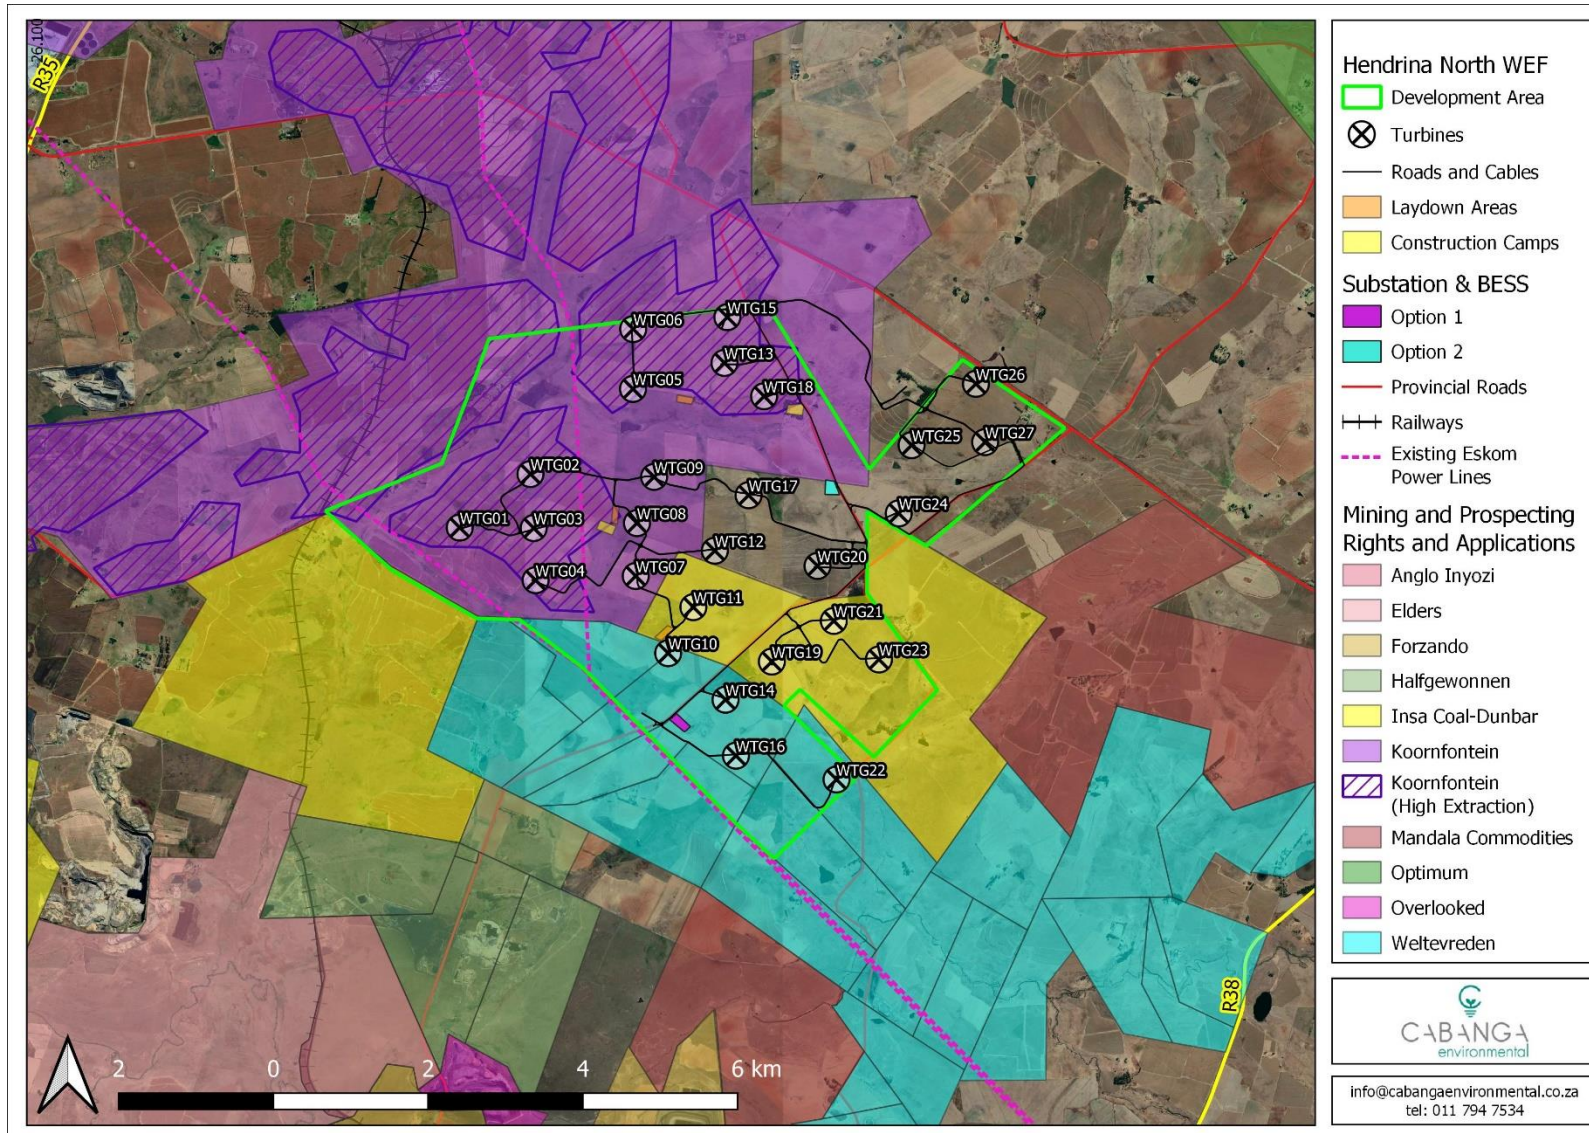 26.100
R35
WTG15
WTG06
WTG13
WTG05
WTG18
WTG26
WTG25
WTG27
WTG02
WTG09
WTG17
WTG24
WTG01
WTG03
WTG08
WTG12
WTG20
WTG04
WTG07
WTG11
WTG21
WTG10
WTG19
WTG23
WTG14
WTG16
WTG22
R38
2 0 2 4 6 km
Hendrina North WEF
Development Area
Turbines
Roads and Cables
Laydown Areas
Construction Camps
Substation & BESS
Option 1
Option 2
Provincial Roads
Railways
Existing Eskom
Power Lines
Mining and Prospecting
Rights and Applications
Anglo Inyozi
Elders
Forzando
Halfgewonnen
Insa Coal-Dunbar
Koornfontein
Koornfontein
(High Extraction)
Mandala Commodities
Optimum
Overlooked
Weltevreden
CABANGA
environmental
info@cabangaenvironmental.co.za
tel: 011 794 7534